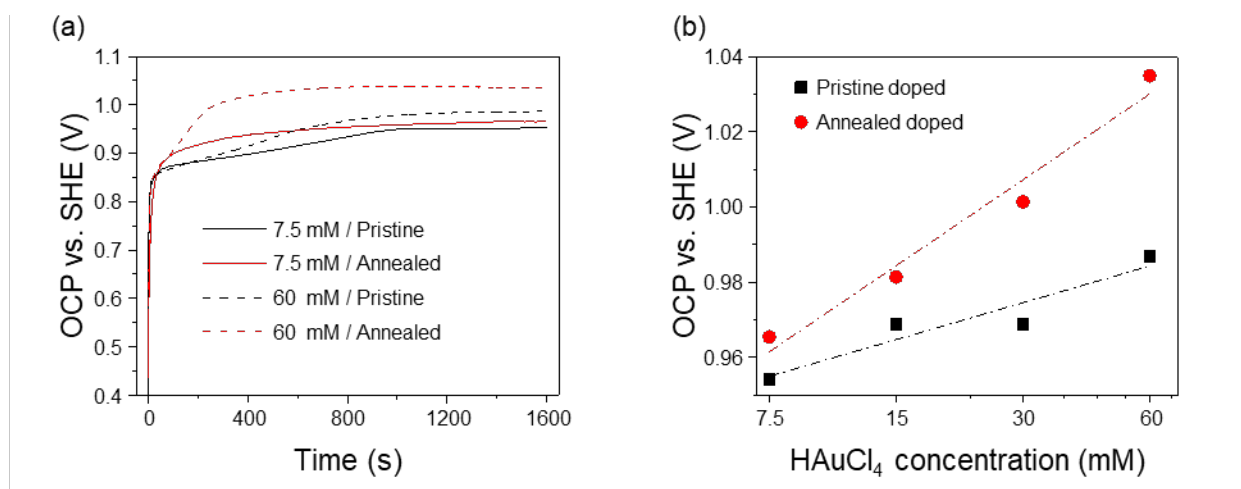 (a)
1.1
1.0
0.9
0.8
0.7
0.6
0.5
0.4
OCP vs. SHE (V)
7.5 mM / Pristine
7.5 mM / Annealed
60 mM / Pristine
60 mM / Annealed
0 400 800 1200 1600
Time (s)
(b)
1.04
1.02
1.00
0.98
0.96
OCP vs. SHE (V)
Pristine doped
Annealed doped
7.5 15 30 60
HAuCl₄ concentration (mM)